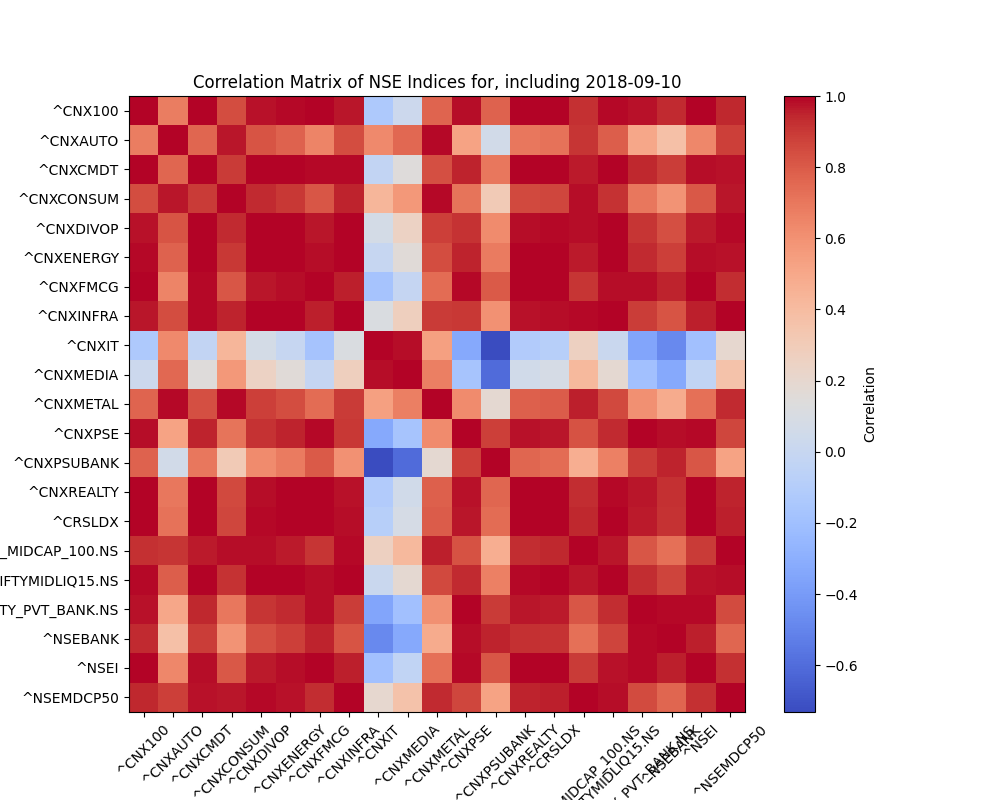 Correlation Matrix of NSE Indices for, including 2018-09-10
^CNX100
^CNXAUTO
^CNXCMDT
^CNXCONSUM
^CNXDIVOP
^CNXENERGY
^CNXFMCG
^CNXINFRA
^CNXIT
^CNXMEDIA
^CNXMETAL
^CNXPSE
^CNXPSUBANK
^CNXREALTY
^CRSLDX
_MIDCAP_100.NS
IFTYMIDLIQ15.NS
TY_PVT_BANK.NS
^NSEBANK
^NSEI
^NSEMDCP50
^CNX100
^CNXAUTO
^CNXCMDT
^CNXCONSUM
^CNXDIVOP
^CNXENERGY
^CNXFMCG
^CNXINFRA
^CNXIT
^CNXMEDIA
^CNXMETAL
^CNXPSE
^CNXPSUBANK
^CNXREALTY
^CRSLDX
MIDCAP_100.NS
TYMIDLIQ15.NS
PVT_BANK.NS
^NSEBANK
^NSEI
^NSEMDCP50
1.0
0.8
0.6
0.4
0.2
0.0
−0.2
−0.4
−0.6
Correlation